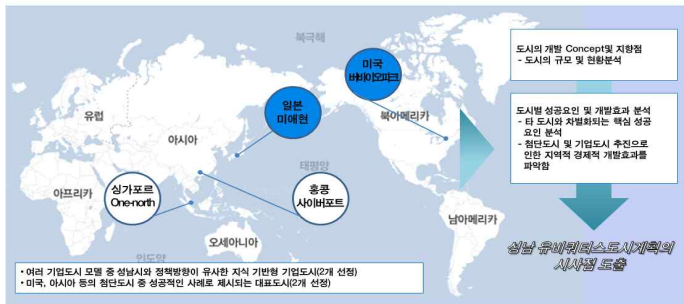 북극해
미국
버바이오파크
일본
미애현
유럽
아시아
북아메리카
태평양
아프리카
싱가포르
One-north
홍콩
사이버포트
남아메리카
오세아니아
인도양
• 여러 기업도시 모델 중 성남시와 정책방향이 유사한 지식 기반형 기업도시(2개 선정)
• 미국, 아시아 등의 첨단도시 중 성공적인 사례로 제시되는 대표도시(2개 선정)
도시의 개발 Concept및 지향점
- 도시의 규모 및 현황분석
도시별 성공요인 및 개발효과 분석
- 타 도시와 차별화되는 핵심 성공
요인 분석
- 첨단도시 및 기업도시 추진으로
인한 지역적 경제적 개발효과를
파악함
성남 유비쿼터스도시계획의
시사점 도출